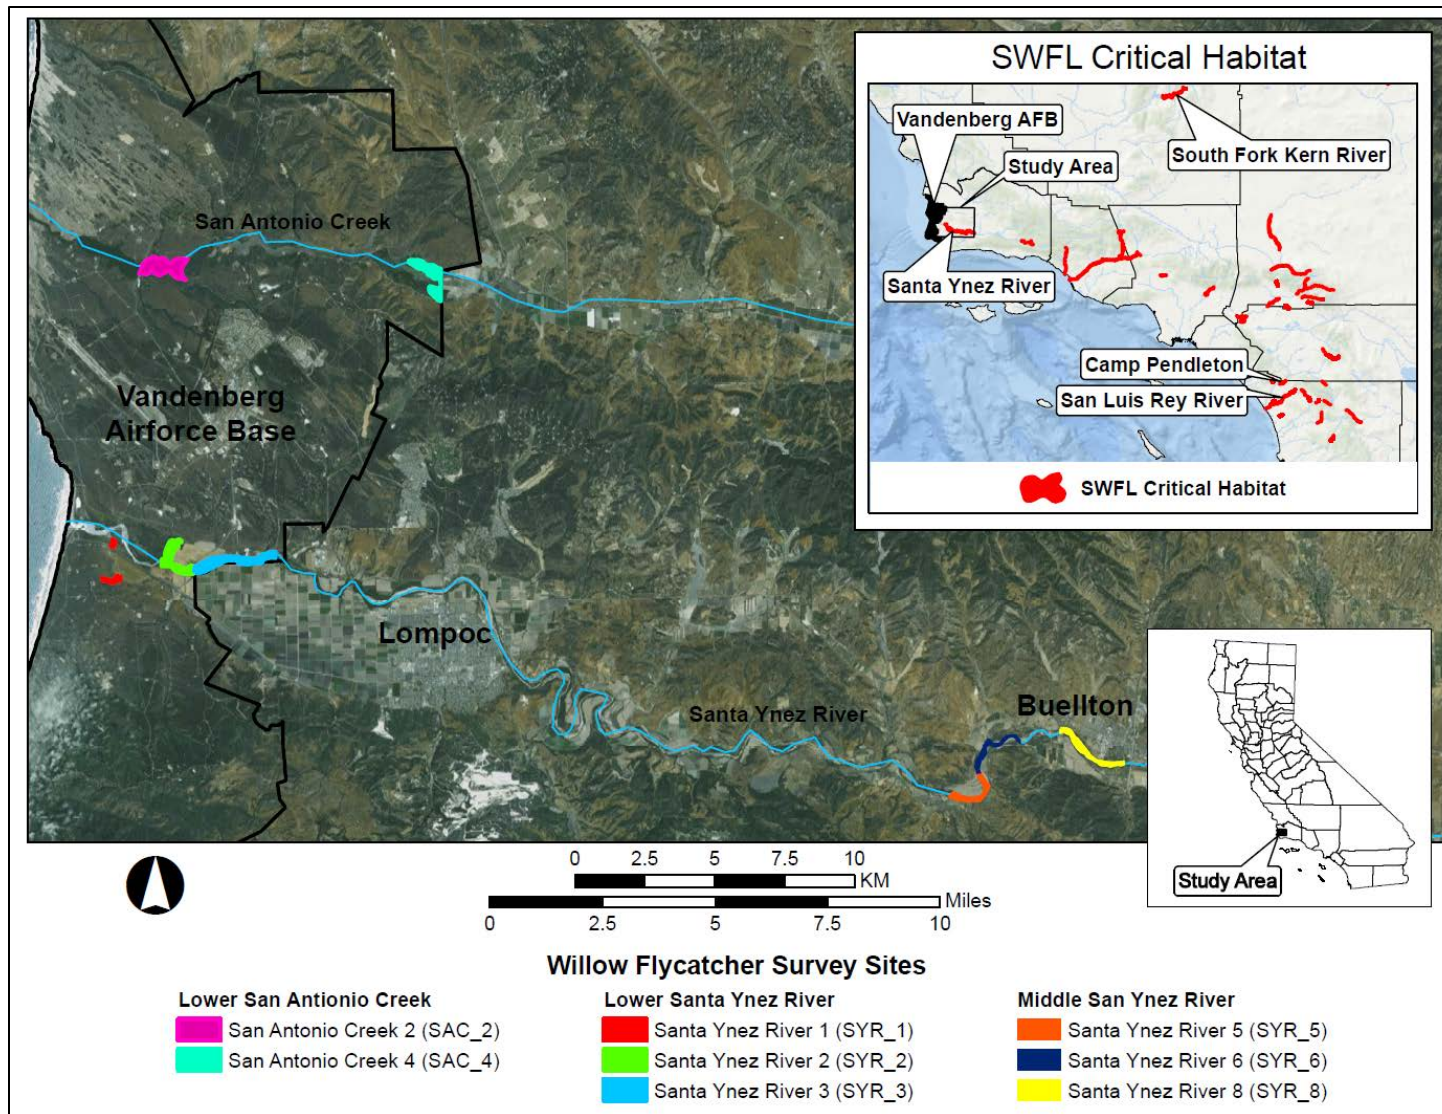 SWFL Critical Habitat
Vandenberg AFB
South Fork Kern River
Study Area
Santa Ynez River
Camp Pendleton
San Luis Rey River
SWFL Critical Habitat
San Antonio Creek
Vandenberg
Airforce Base
Lompoc
Santa Ynez River
Buellton
Study Area
0 2.5 5 7.5 10
KM
Miles
0 2.5 5 7.5 10
Willow Flycatcher Survey Sites
Lower San Antionio Creek
San Antonio Creek 2 (SAC_2)
San Antonio Creek 4 (SAC_4)
Lower Santa Ynez River
Santa Ynez River 1 (SYR_1)
Santa Ynez River 2 (SYR_2)
Santa Ynez River 3 (SYR_3)
Middle San Ynez River
Santa Ynez River 5 (SYR_5)
Santa Ynez River 6 (SYR_6)
Santa Ynez River 8 (SYR_8)